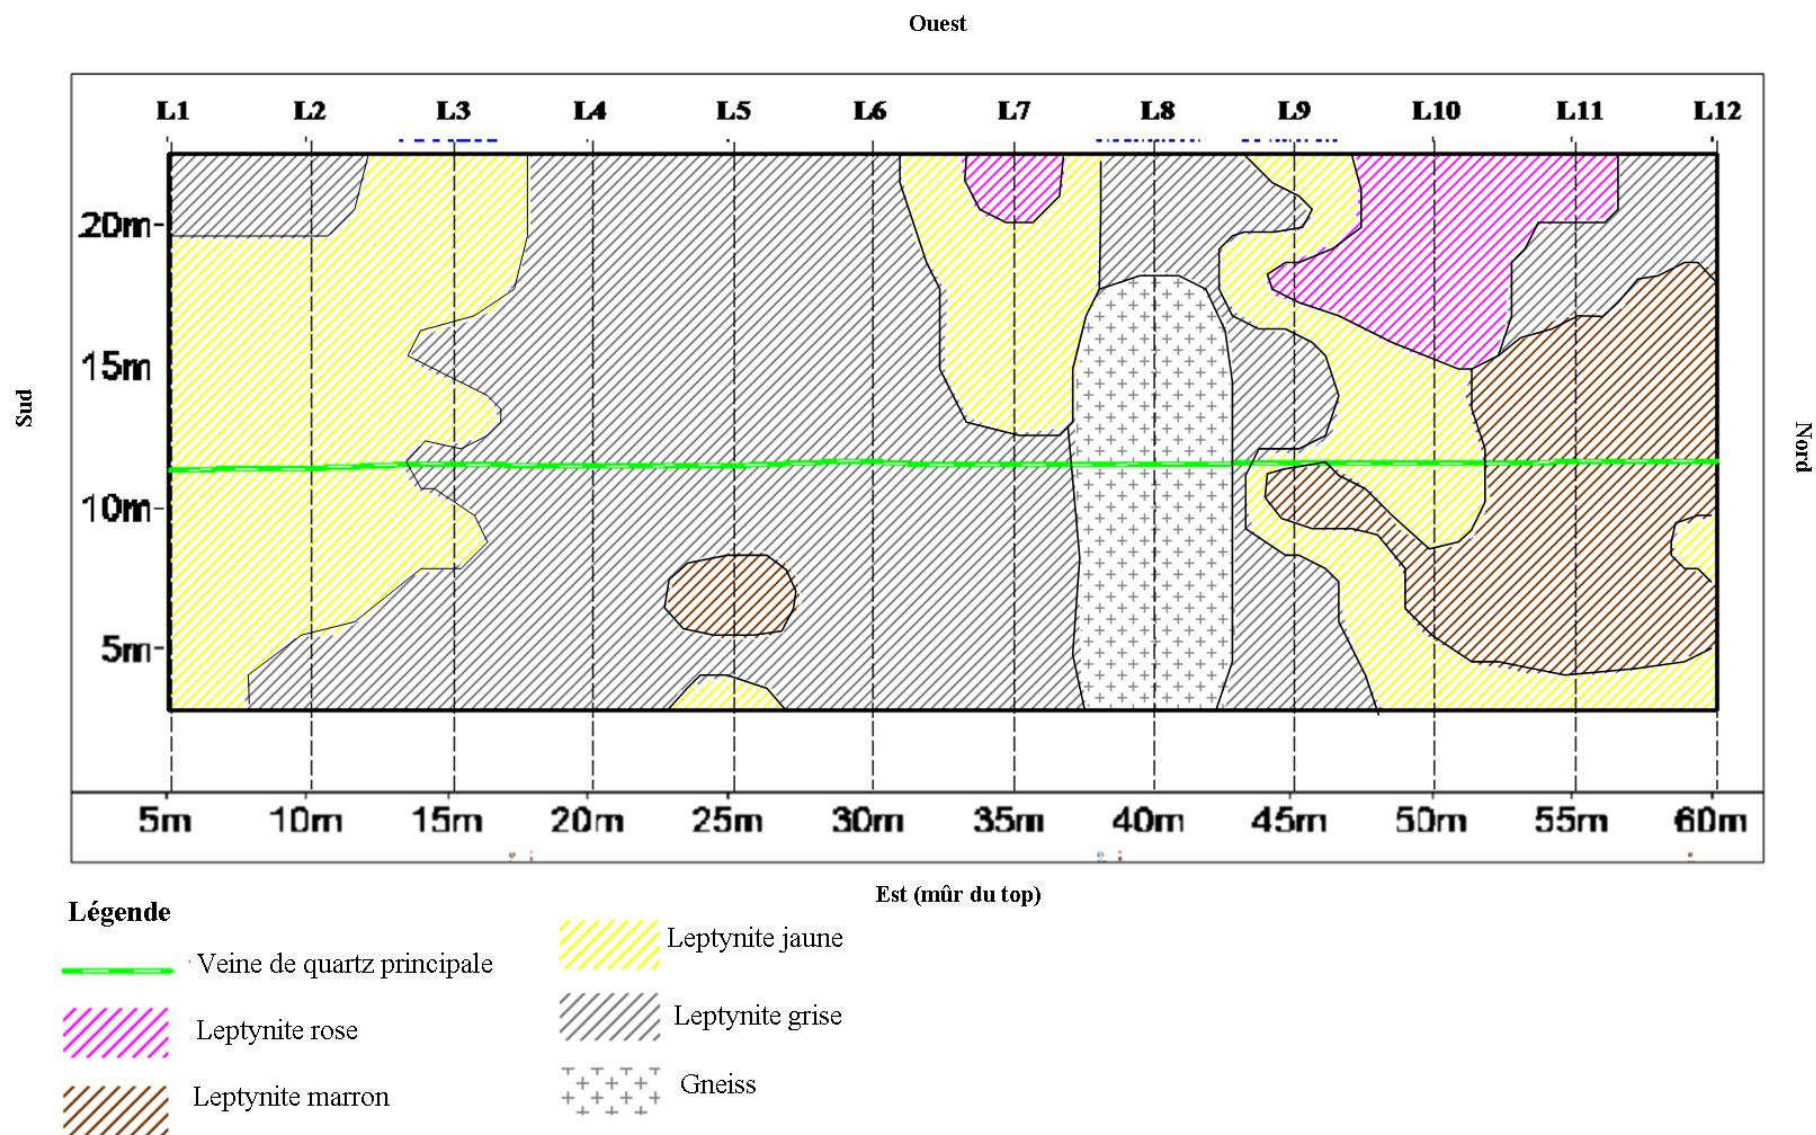 Ouest
L1 L2 L3 L4 L5 L6 L7 L8 L9 L10 L11 L12
20m
15m
10m
5m
Sud
Nord
5m 10m 15m 20m 25m 30m 35m 40m 45m 50m 55m 60m
Est (mûr du top)
Légende
Veine de quartz principale
Leptynite rose
Leptynite marron
Leptynite jaune
Leptynite grise
Gneiss